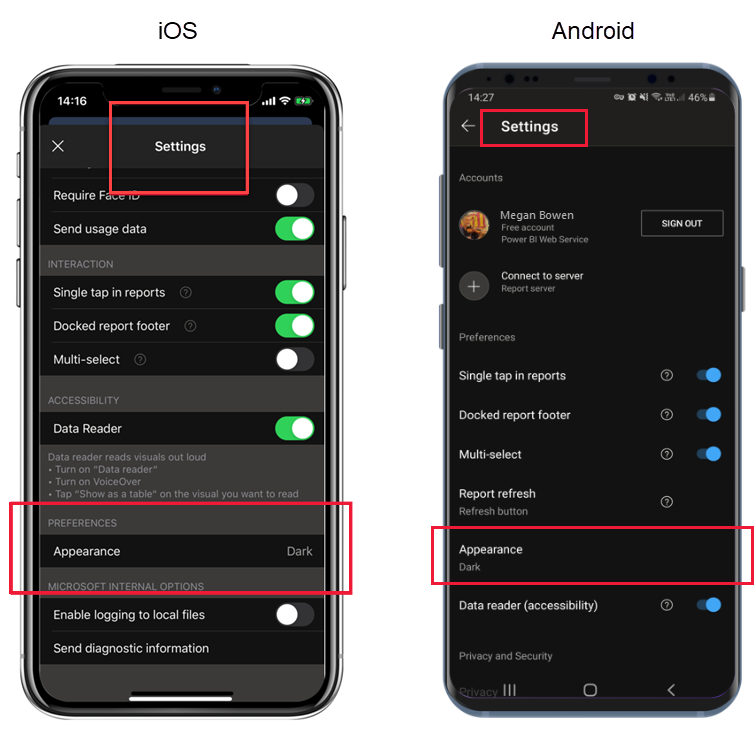 iOS
14:16
Settings
Require Face ID
Send usage data
INTERACTION
Single tap in reports ?
Docked report footer ?
Multi-select ?
ACCESSIBILITY
Data Reader
Data reader reads visuals out loud
• Turn on "Data reader"
• Turn on VoiceOver
• Tap "Show as a table" on the visual you want to read
PREFERENCES
Appearance Dark
MICROSOFT INTERNAL OPTIONS
Enable logging to local files
Send diagnostic information
Android
14:27 46%
Settings
Accounts
Megan Bowen
Free account
Power BI Web Service
SIGN OUT
Connect to server
Report server
Preferences
Single tap in reports ?
Docked report footer ?
Multi-select ?
Report refresh ?
Refresh button
Appearance
Dark
Data reader (accessibility) ?
Privacy and Security
Privacy